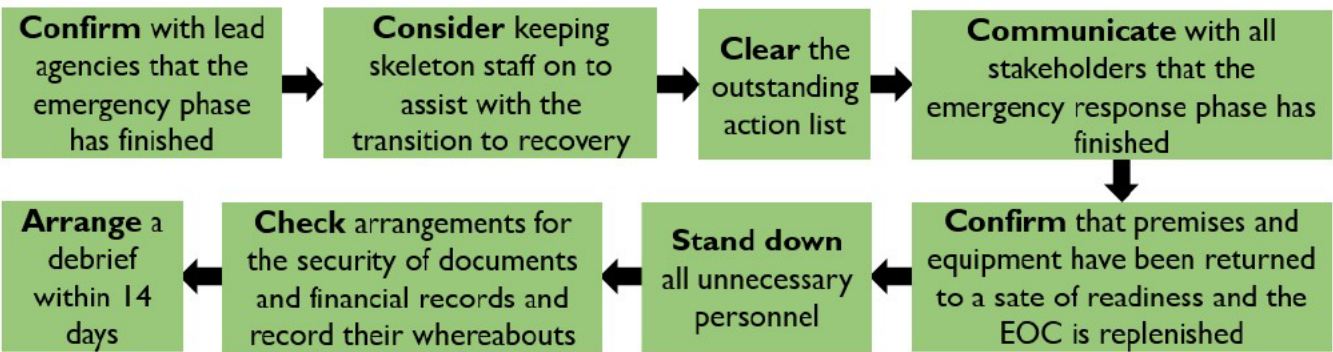 Confirm with lead
agencies that the
emergency phase
has finished
Consider keeping
skeleton staff on to
assist with the
transition to recovery
Clear the
outstanding
action list
Communicate with all
stakeholders that the
emergency response phase has
finished
Confirm that premises and
equipment have been returned
to a sate of readiness and the
EOC is replenished
Stand down
all unnecessary
personnel
Check arrangements for
the security of documents
and financial records and
record their whereabouts
Arrange a
debrief
within 14
days